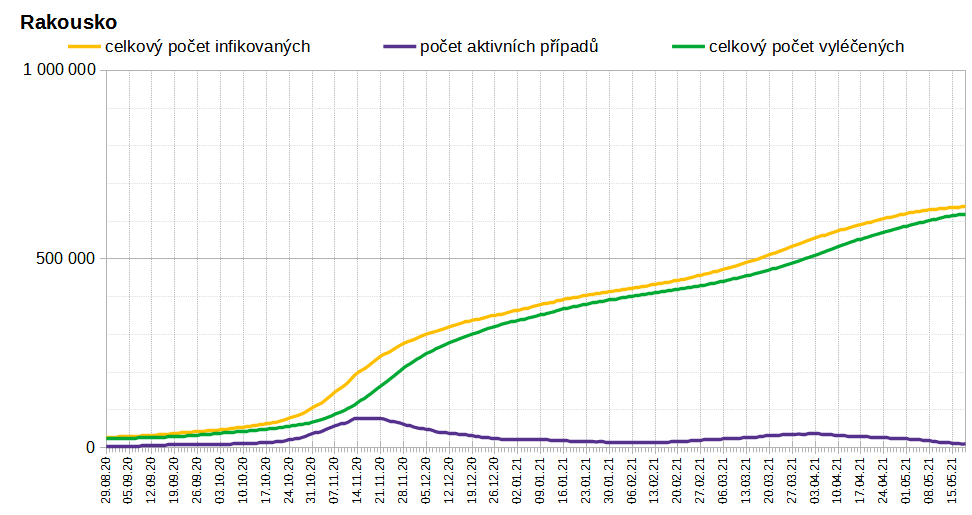 Rakousko
celkový počet infikovaných počet aktivních případů celkový počet vyléčených
1 000 000
500 000
0
29.08.20 05.09.20 12.09.20 19.09.20 26.09.20 03.10.20 10.10.20 17.10.20 24.10.20 31.10.20 07.11.20 14.11.20 21.11.20 28.11.20 05.12.20 12.12.20 19.12.20 26.12.20 02.01.21 09.01.21 16.01.21 23.01.21 30.01.21 06.02.21 13.02.21 20.02.21 27.02.21 06.03.21 13.03.21 20.03.21 27.03.21 03.04.21 10.04.21 17.04.21 24.04.21 01.05.21 08.05.21 15.05.21